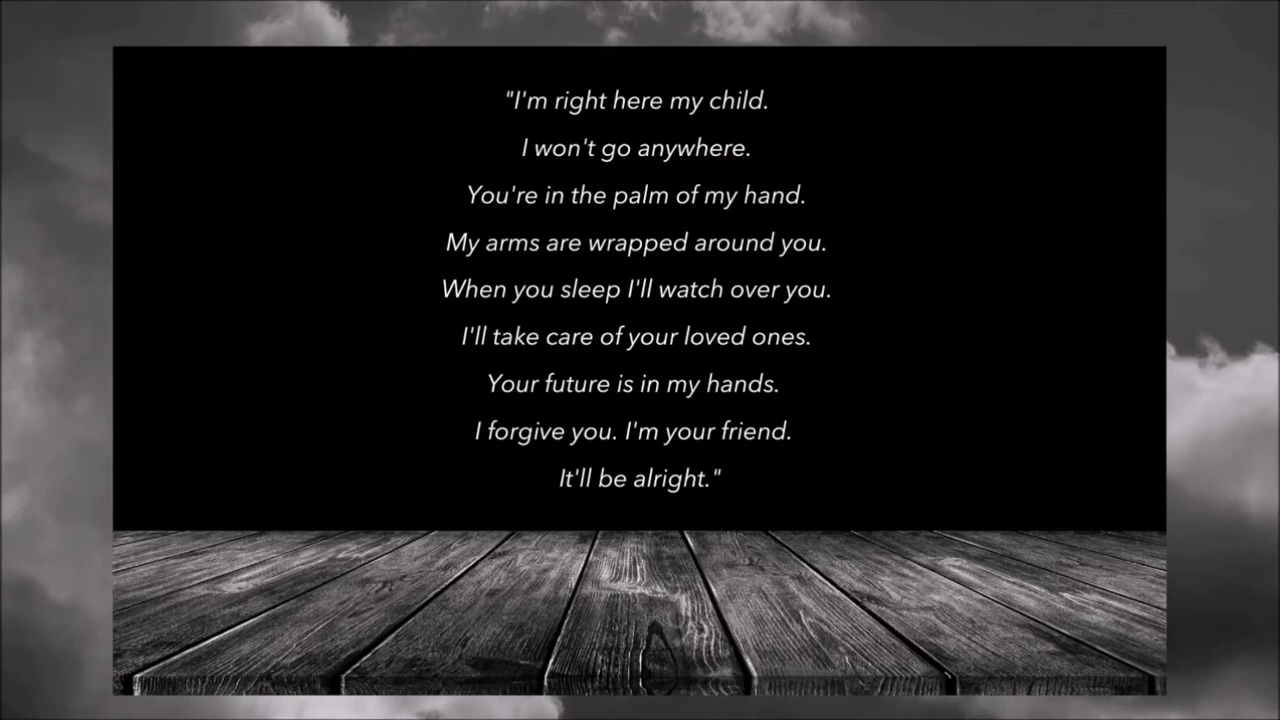 "I'm right here my child.
I won't go anywhere.
You're in the palm of my hand.
My arms are wrapped around you.
When you sleep I'll watch over you.
I'll take care of your loved ones.
Your future is in my hands.
I forgive you. I'm your friend.
It'll be alright."